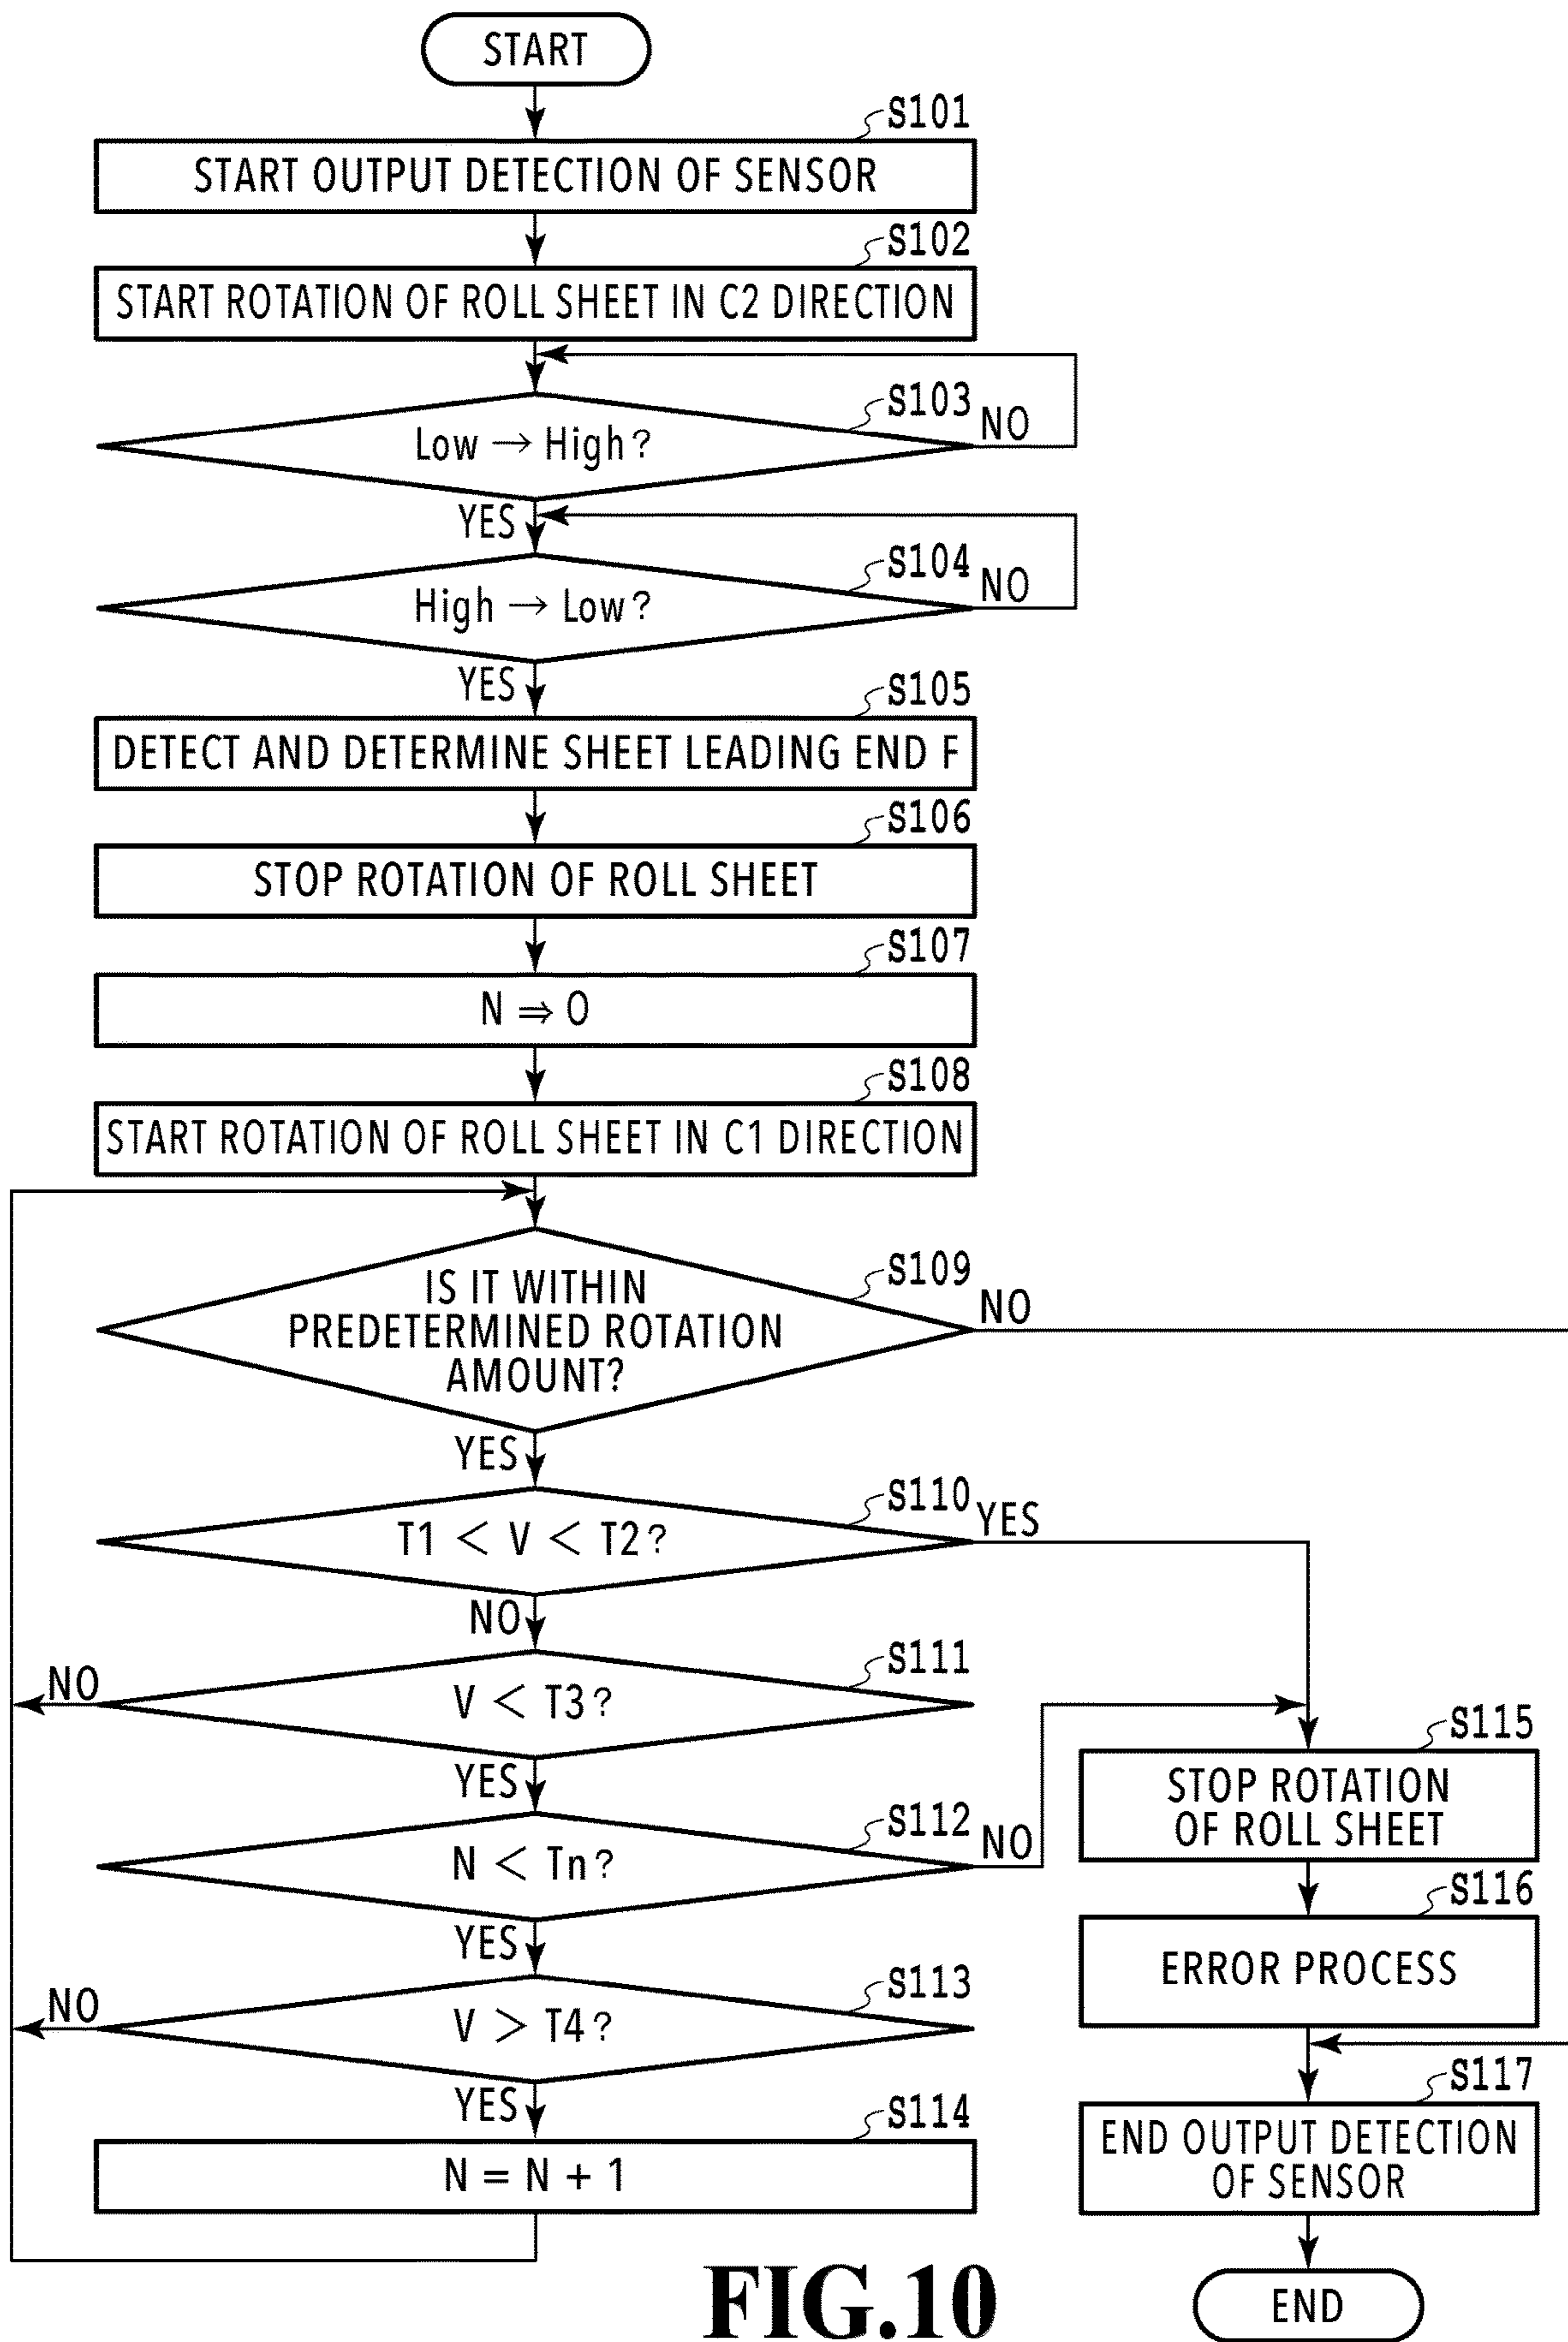 START
S101
START OUTPUT DETECTION OF SENSOR
S102
START ROTATION OF ROLL SHEET IN C2 DIRECTION
S103
Low → High?
NO
YES
S104
High → Low?
NO
YES
S105
DETECT AND DETERMINE SHEET LEADING END F
S106
STOP ROTATION OF ROLL SHEET
S107
N ⇒ 0
S108
START ROTATION OF ROLL SHEET IN C1 DIRECTION
S109
IS IT WITHIN
PREDETERMINED ROTATION
AMOUNT?
NO
YES
S110
T1 < V < T2?
YES
NO
S111
V < T3?
NO
YES
S112
N < Tn?
NO
YES
S113
V > T4?
NO
YES
S114
N = N + 1
S115
STOP ROTATION
OF ROLL SHEET
S116
ERROR PROCESS
S117
END OUTPUT DETECTION
OF SENSOR
END
FIG.10